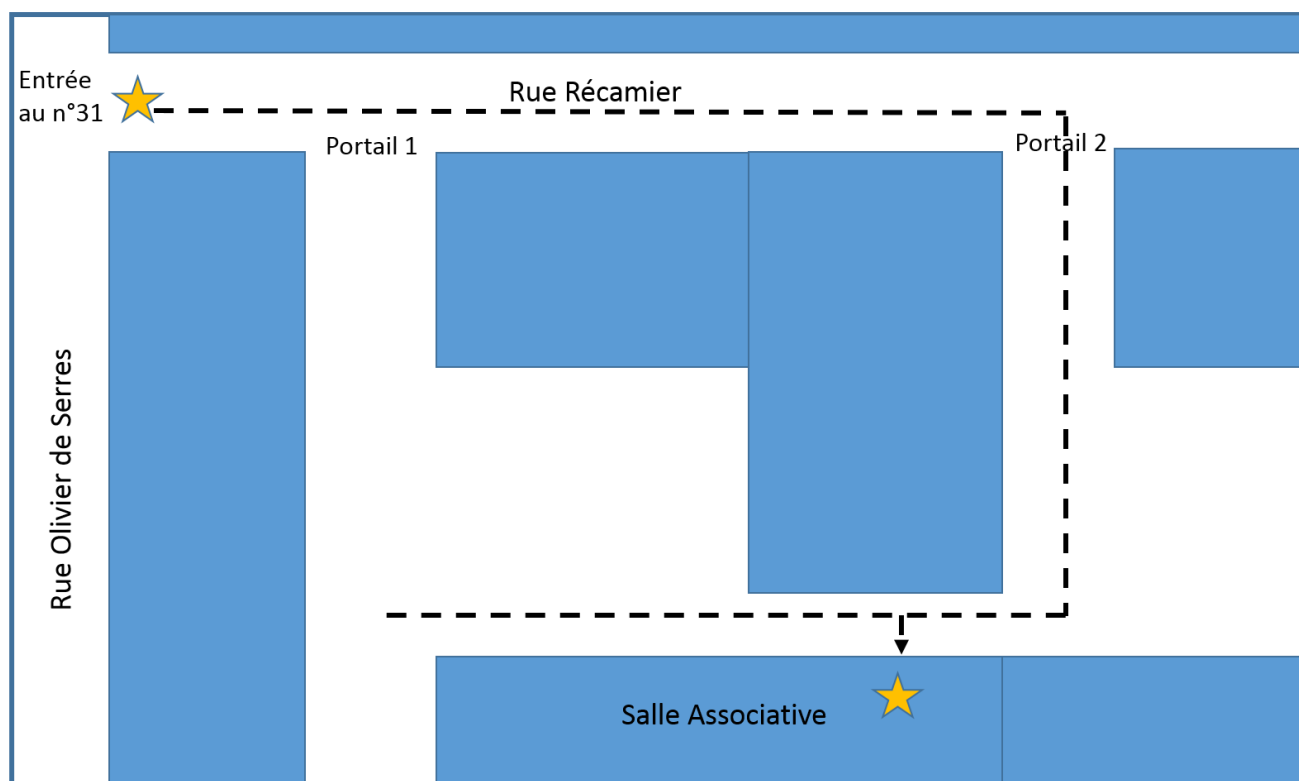 Entrée
au n°31
Rue Récamier
Portail 1
Portail 2
Rue Olivier de Serres
Salle Associative